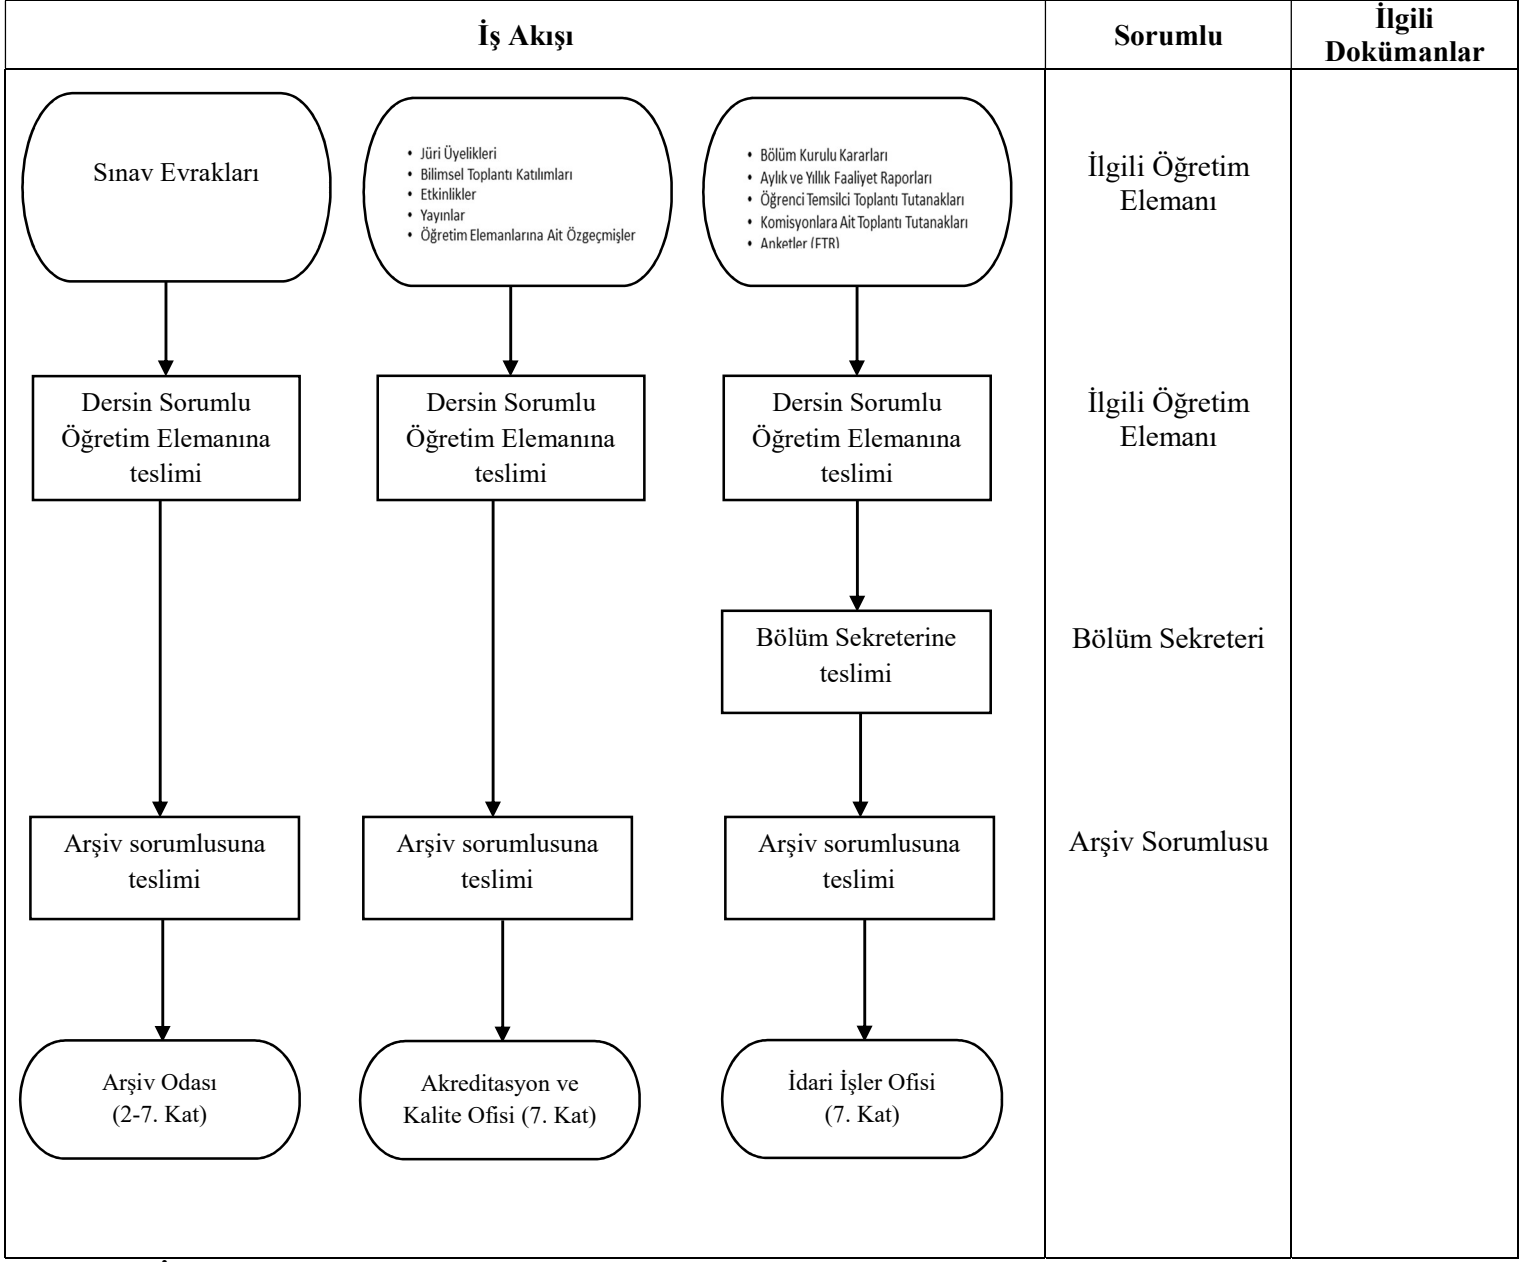 İş Akışı
Sorumlu
İlgili
Dokümanlar
Sınav Evrakları
• Jüri Üyelikleri
• Bilimsel Toplantı Katılımları
• Etkinlikler
• Yayınlar
• Öğretim Elemanlarına Ait Özgeçmişler
• Bölüm Kurulu Kararları
• Aylık ve Yıllık Faaliyet Raporları
• Öğrenci Temsilci Toplantı Tutanakları
• Komisyonlara Ait Toplantı Tutanakları
• Anketler (FTR)
İlgili Öğretim
Elemanı
Dersin Sorumlu
Öğretim Elemanına
teslimi
Dersin Sorumlu
Öğretim Elemanına
teslimi
Dersin Sorumlu
Öğretim Elemanına
teslimi
İlgili Öğretim
Elemanı
Bölüm Sekreterine
teslimi
Bölüm Sekreteri
Arşiv sorumlusuna
teslimi
Arşiv sorumlusuna
teslimi
Arşiv sorumlusuna
teslimi
Arşiv Sorumlusu
Arşiv Odası
(2-7. Kat)
Akreditasyon ve
Kalite Ofisi (7. Kat)
İdari İşler Ofisi
(7. Kat)